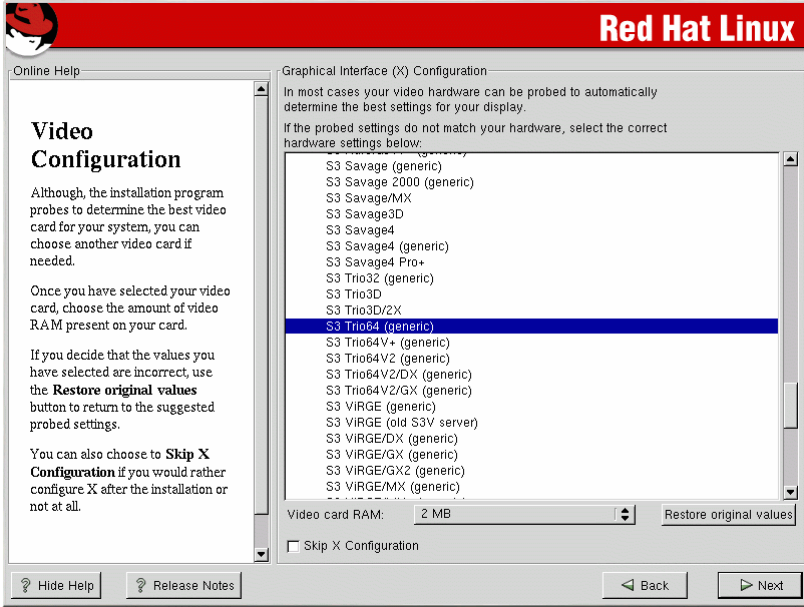 Red Hat Linux
Online Help
Video
Configuration
Although, the installation program
probes to determine the best video
card for your system, you can
choose another video card if
needed.
Once you have selected your video
card, choose the amount of video
RAM present on your card.
If you decide that the values you
have selected are incorrect, use
the Restore original values
button to return to the suggested
probed settings.
You can also choose to Skip X
Configuration if you would rather
configure X after the installation or
not at all.
Graphical Interface (X) Configuration
In most cases your video hardware can be probed to automatically
determine the best settings for your display.
If the probed settings do not match your hardware, select the correct
hardware settings below:
S3 Savage (generic)
S3 Savage 2000 (generic)
S3 Savage/MX
S3 Savage3D
S3 Savage4
S3 Savage4 (generic)
S3 Savage4 Pro+
S3 Trio32 (generic)
S3 Trio3D
S3 Trio3D/2X
S3 Trio64 (generic)
S3 Trio64V+ (generic)
S3 Trio64V2 (generic)
S3 Trio64V2/DX (generic)
S3 Trio64V2/GX (generic)
S3 ViRGE (generic)
S3 ViRGE (old S3V server)
S3 ViRGE/DX (generic)
S3 ViRGE/GX (generic)
S3 ViRGE/GX2 (generic)
S3 ViRGE/MX (generic)
Video card RAM: 2 MB Restore original values
Skip X Configuration
Hide Help Release Notes Back Next